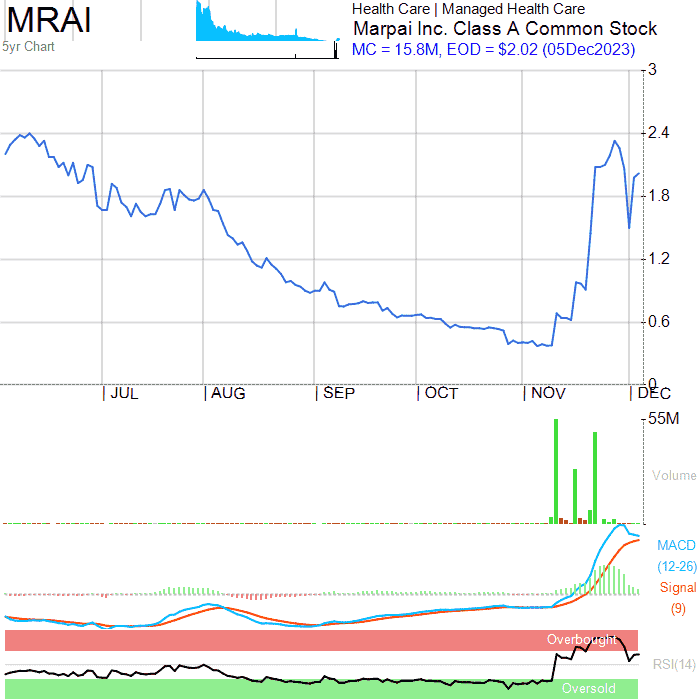 MRAI
5yr Chart
Health Care | Managed Health Care
Marpai Inc. Class A Common Stock
MC = 15.8M, EOD = $2.02 (05Dec2023)
3
2.4
1.8
1.2
0.6
0
| JUL | AUG | SEP | OCT | NOV | DEC
55M
Volume
MACD
(12-26)
Signal
(9)
Overbought
RSI(14)
Oversold